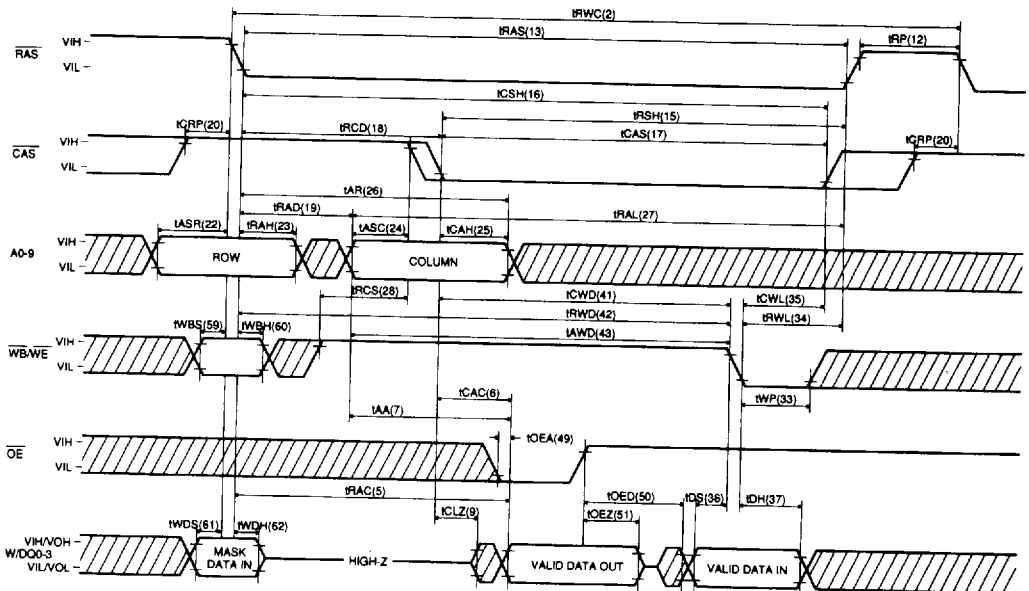 tRWC(2)
tRAS(13)
tRP(12)
RAS
VIH
VIL
tCSH(16)
tCRP(20)
tRCD(18)
tRSH(15)
tCAS(17)
tCRP(20)
CAS
VIH
VIL
tAR(26)
tRAD(19)
tRAL(27)
tASR(22)
tRAH(23)
tASC(24)
tCAH(25)
A0-9
VIH
VIL
ROW
COLUMN
tRCS(28)
tCWD(41)
tCWL(35)
tRWD(42)
tRWL(34)
tWBS(59)
tWBH(60)
tAWD(43)
WB/WE
VIH
VIL
tCAC(6)
tWP(33)
tAA(7)
tOEA(49)
OE
VIH
VIL
tRAC(5)
tOED(50)
tDS(36)
tDH(37)
tCLZ(9)
tOEZ(51)
tWDS(61)
tWDH(62)
VIH/VOH
W/DQ0-3
VIL/VOL
MASK
DATA IN
HIGH-Z
VALID DATA OUT
VALID DATA IN